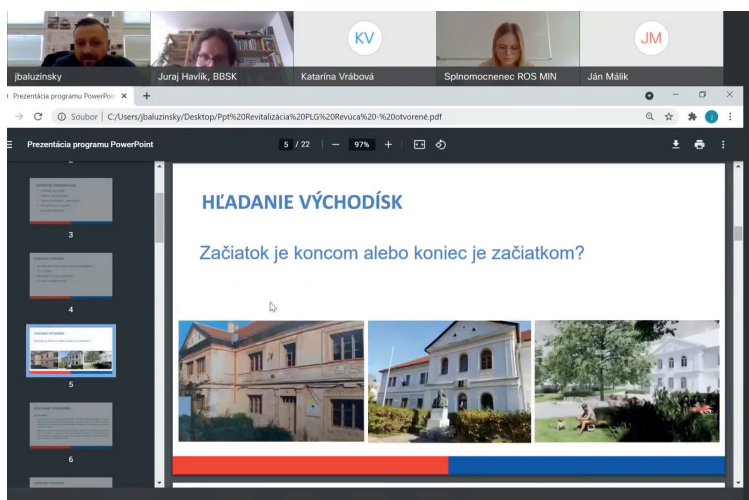 KV
JM
jbaluzinsky
Juraj Havlík, BBSK
Katarína Vrábová
Splnomocnenec ROS MIN
Ján Málik
Prezentácia programu PowerPoin
Soubor
C:/Users/jbaluzinsky/Desktop/Ppt%20Revitalizácia%20PLG%20Revúca%20-%20otvorené.pdf
Prezentácia programu PowerPoint
5 / 22
97%
HĽADANIE VÝCHODÍSK
Začiatok je koncom alebo koniec je začiatkom?
3
4
5
6